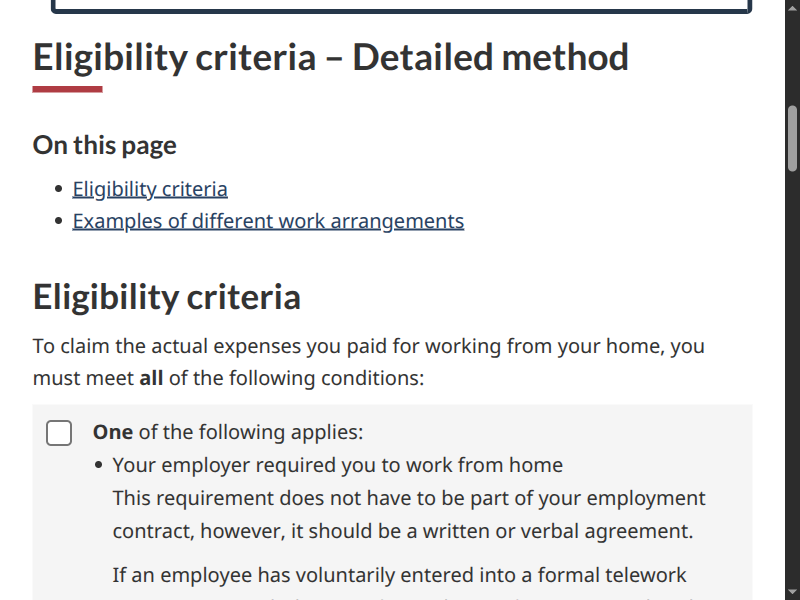 Eligibility criteria – Detailed method
On this page
Eligibility criteria
Examples of different work arrangements
Eligibility criteria
To claim the actual expenses you paid for working from your home, you
must meet all of the following conditions:
One of the following applies:
Your employer required you to work from home
This requirement does not have to be part of your employment
contract, however, it should be a written or verbal agreement.
If an employee has voluntarily entered into a formal telework